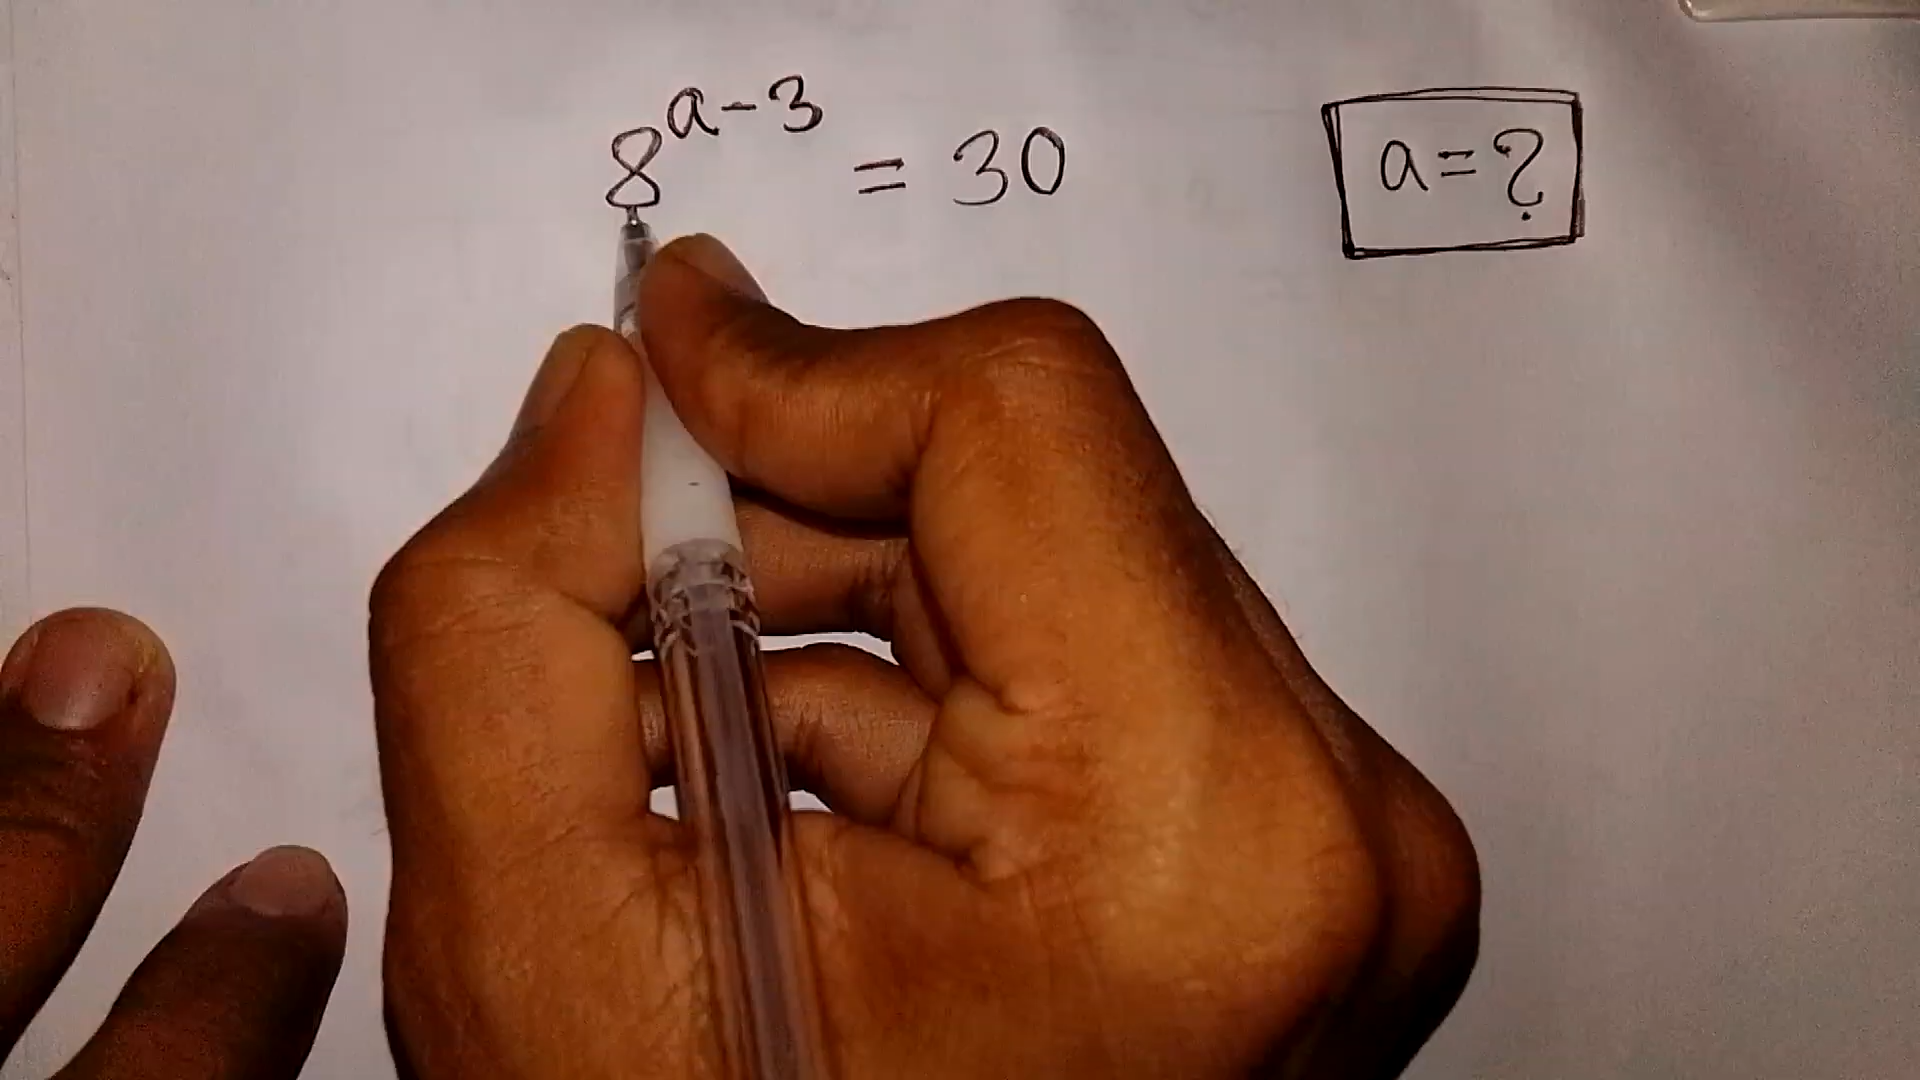 8^{a-3} = 30
a = ?